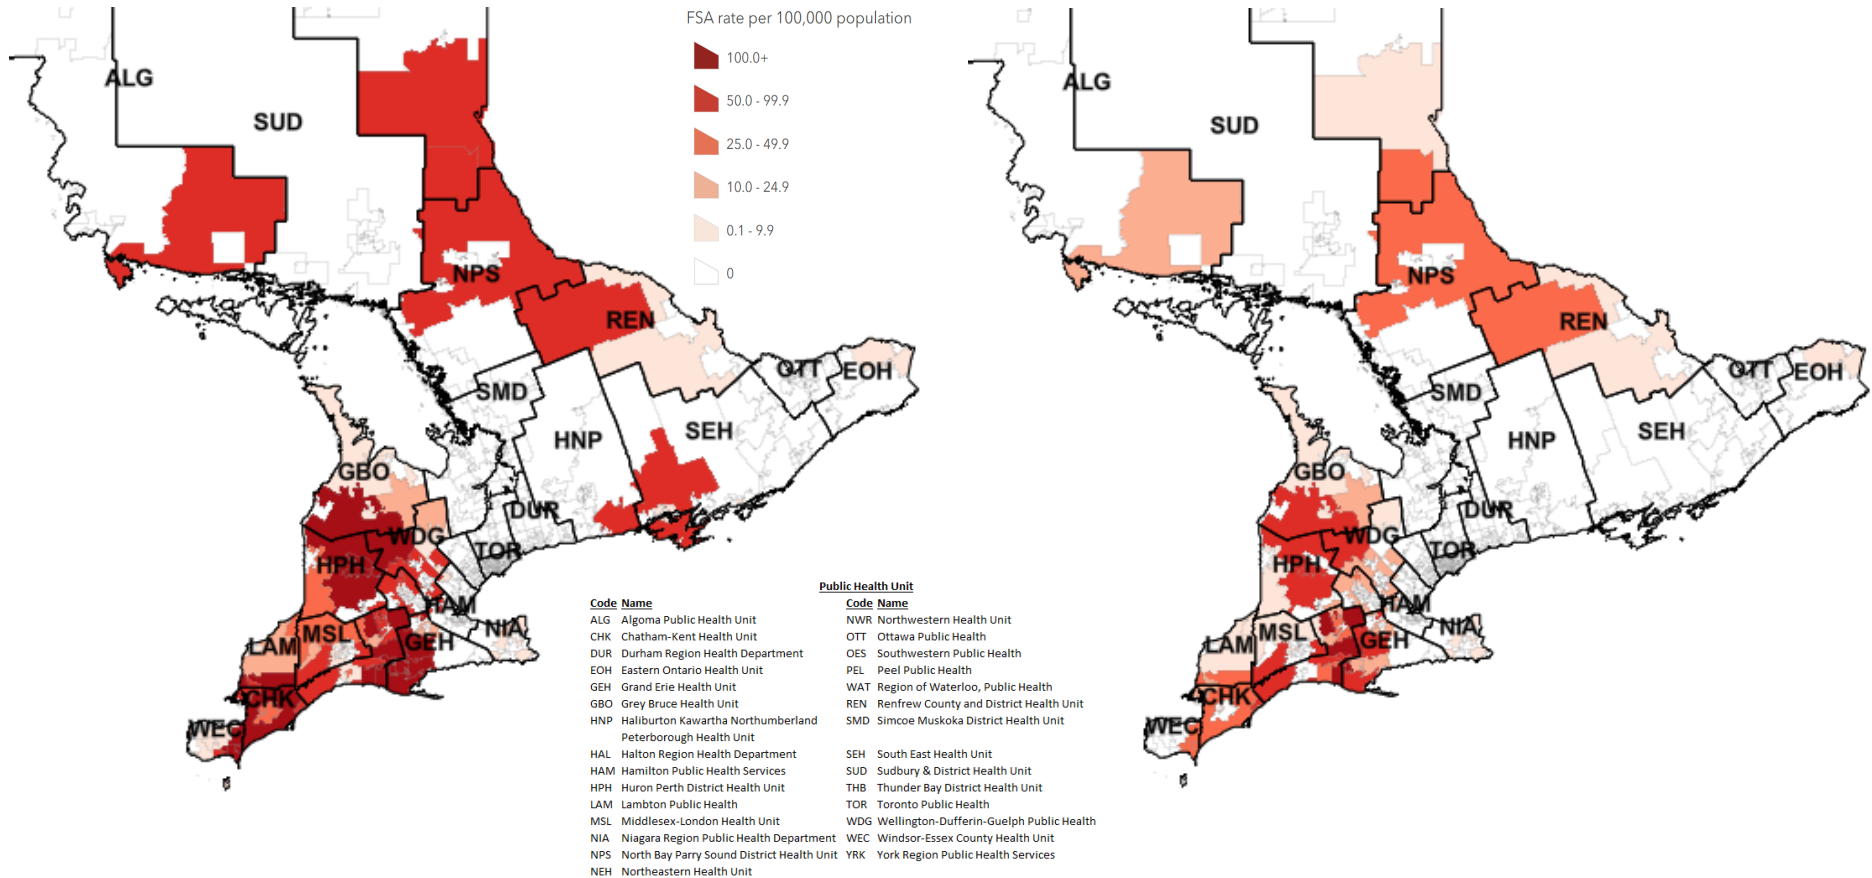 FSA rate per 100,000 population
100.0+
50.0 - 99.9
25.0 - 49.9
10.0 - 24.9
0.1 - 9.9
0
ALG
SUD
NPS
REN
OTT
EOH
SMD
HNP
SEH
GBO
DUR
WDG
TOR
HPH
HAM
MSL
GEH
NIA
LAM
CHK
WEC
ALG
SUD
NPS
REN
OTT
EOH
SMD
HNP
SEH
GBO
DUR
WDG
TOR
HPH
HAM
MSL
GEH
NIA
LAM
CHK
WEC
Public Health Unit
Code Name Code Name
ALG Algoma Public Health Unit NWR Northwestern Health Unit
CHK Chatham-Kent Health Unit OTT Ottawa Public Health
DUR Durham Region Health Department OES Southwestern Public Health
EOH Eastern Ontario Health Unit PEL Peel Public Health
GEH Grand Erie Health Unit WAT Region of Waterloo, Public Health
GBO Grey Bruce Health Unit REN Renfrew County and District Health Unit
HNP Haliburton Kawartha Northumberland SMD Simcoe Muskoka District Health Unit
Peterborough Health Unit
HAL Halton Region Health Department SEH South East Health Unit
HAM Hamilton Public Health Services SUD Sudbury & District Health Unit
HPH Huron Perth District Health Unit THB Thunder Bay District Health Unit
LAM Lambton Public Health TOR Toronto Public Health
MSL Middlesex-London Health Unit WDG Wellington-Dufferin-Guelph Public Health
NIA Niagara Region Public Health Department WEC Windsor-Essex County Health Unit
NPS North Bay Parry Sound District Health Unit YRK York Region Public Health Services
NEH Northeastern Health Unit